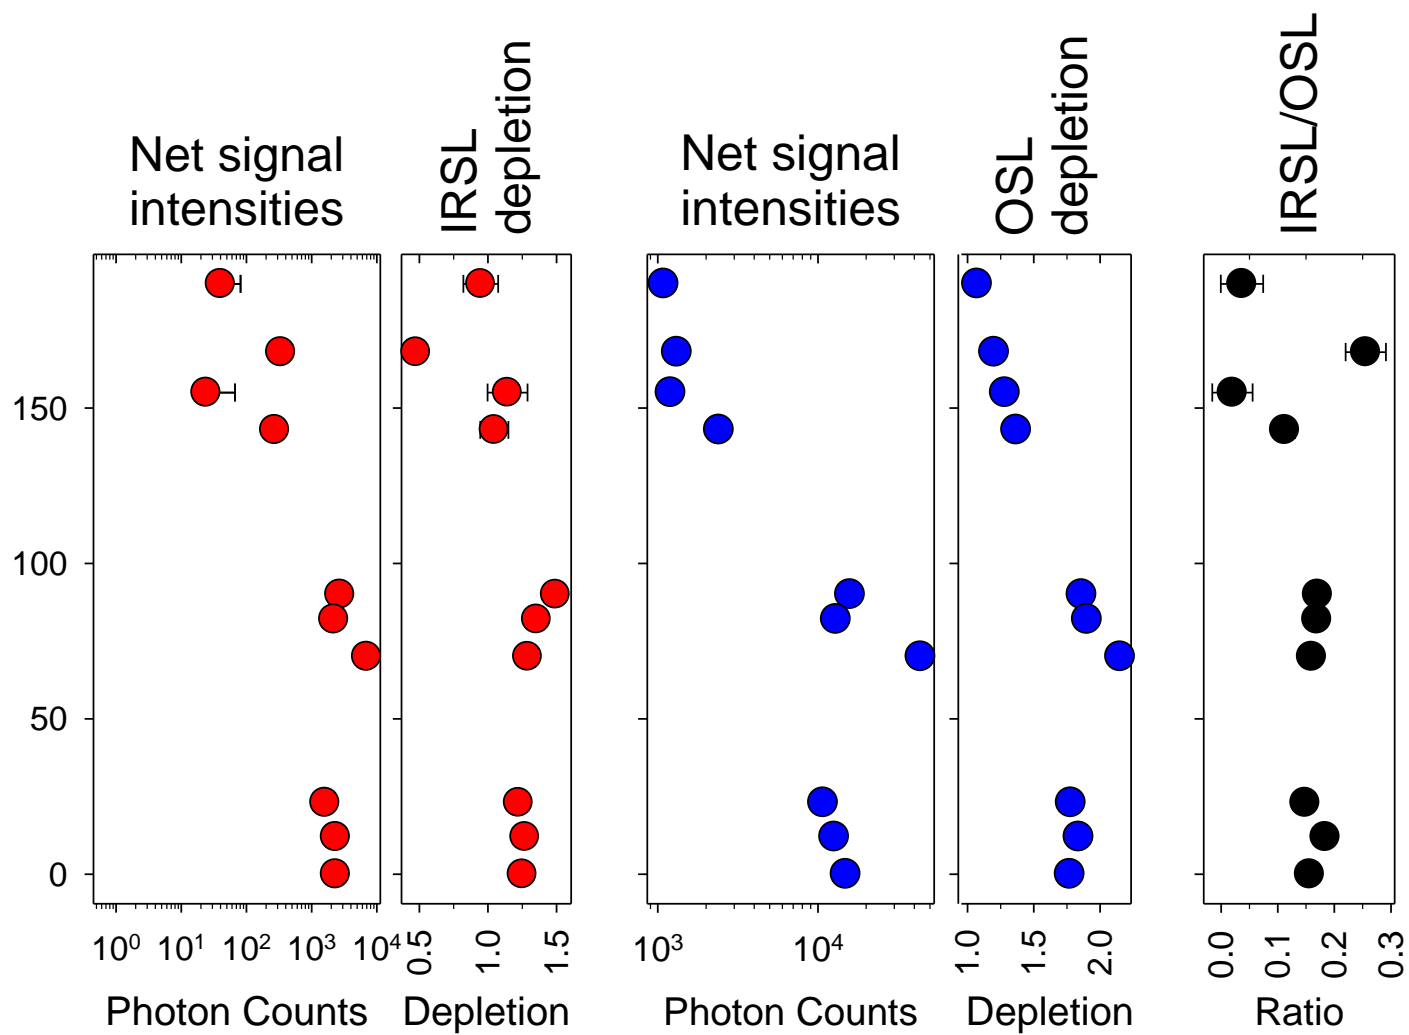 Net signal
intensities
IRSL
depletion
Net signal
intensities
OSL
depletion
IRSL/OSL
150
100
50
0
10⁰ 10¹ 10² 10³ 10⁴
0.5 1.0 1.5
10³ 10⁴
1.0 1.5 2.0
0.0 0.1 0.2 0.3
Photon Counts
Depletion
Photon Counts
Depletion
Ratio